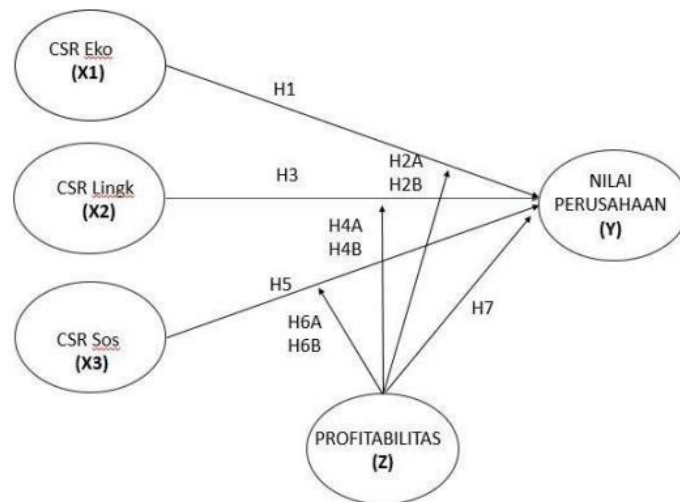 CSR Eko
(X1)
H1
H2A
H2B
CSR Lingk
(X2)
H3
NILAI
PERUSAHAAN
(Y)
H4A
H4B
H5
CSR Sos
(X3)
H6A
H6B
H7
PROFITABILITAS
(Z)